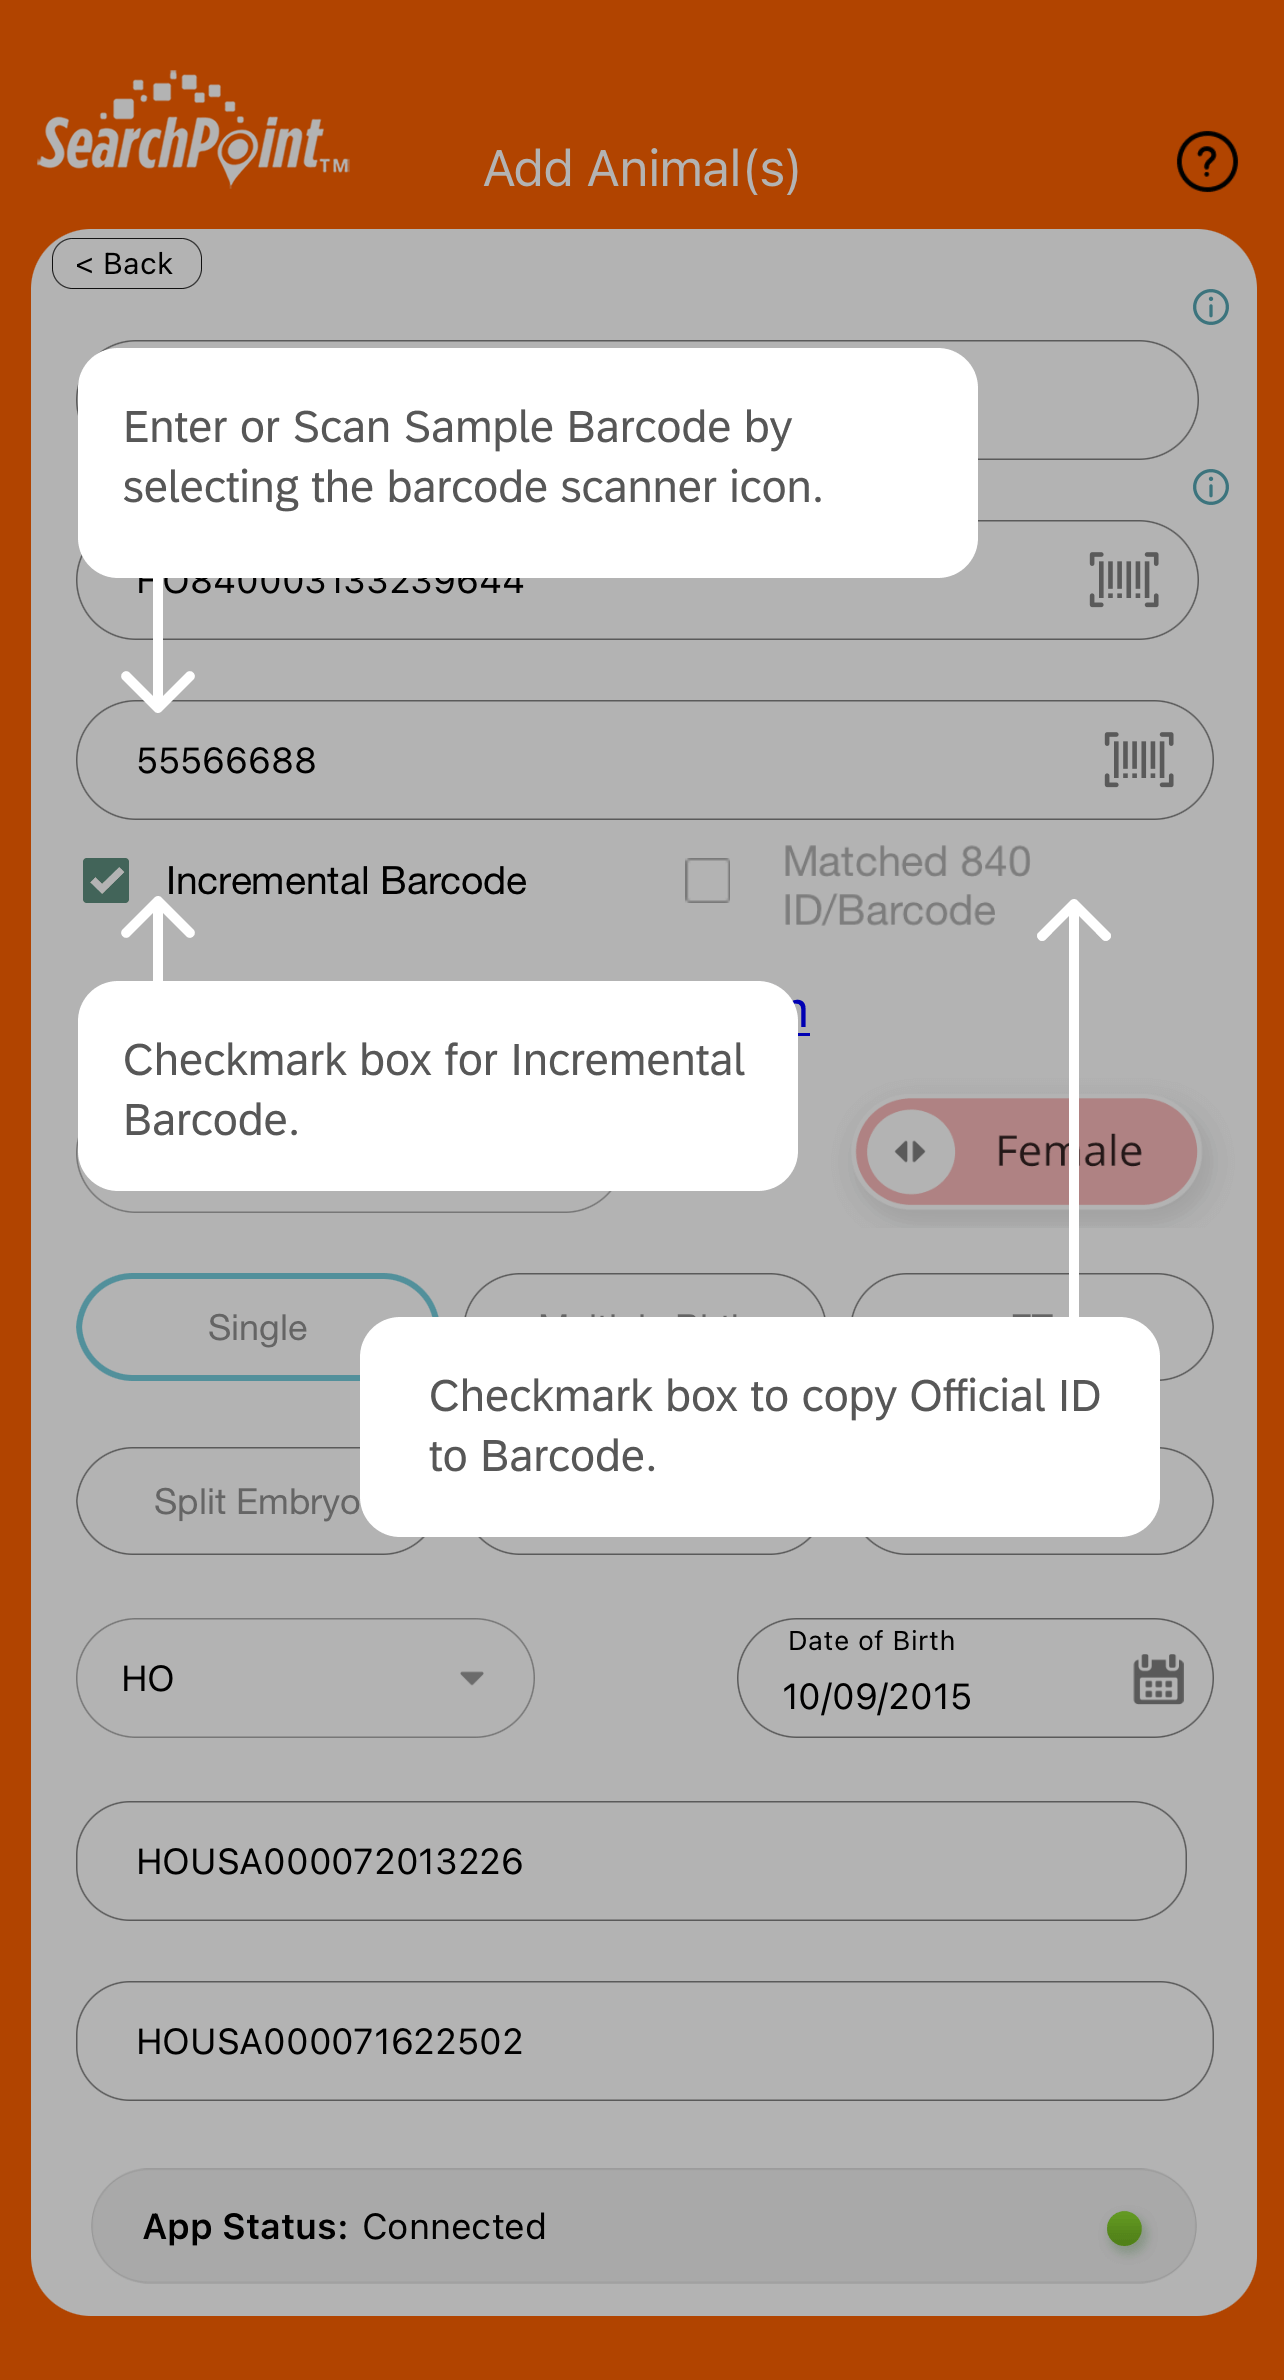 SearchPoint™
Add Animal(s)
?
< Back
Enter or Scan Sample Barcode by
selecting the barcode scanner icon.
HO840003133239644
55566688
Incremental Barcode
Matched 840
ID/Barcode
Checkmark box for Incremental
Barcode.
Female
Single
Checkmark box to copy Official ID
to Barcode.
Split Embryo
HO
Date of Birth
10/09/2015
HOUSA000072013226
HOUSA000071622502
App Status: Connected